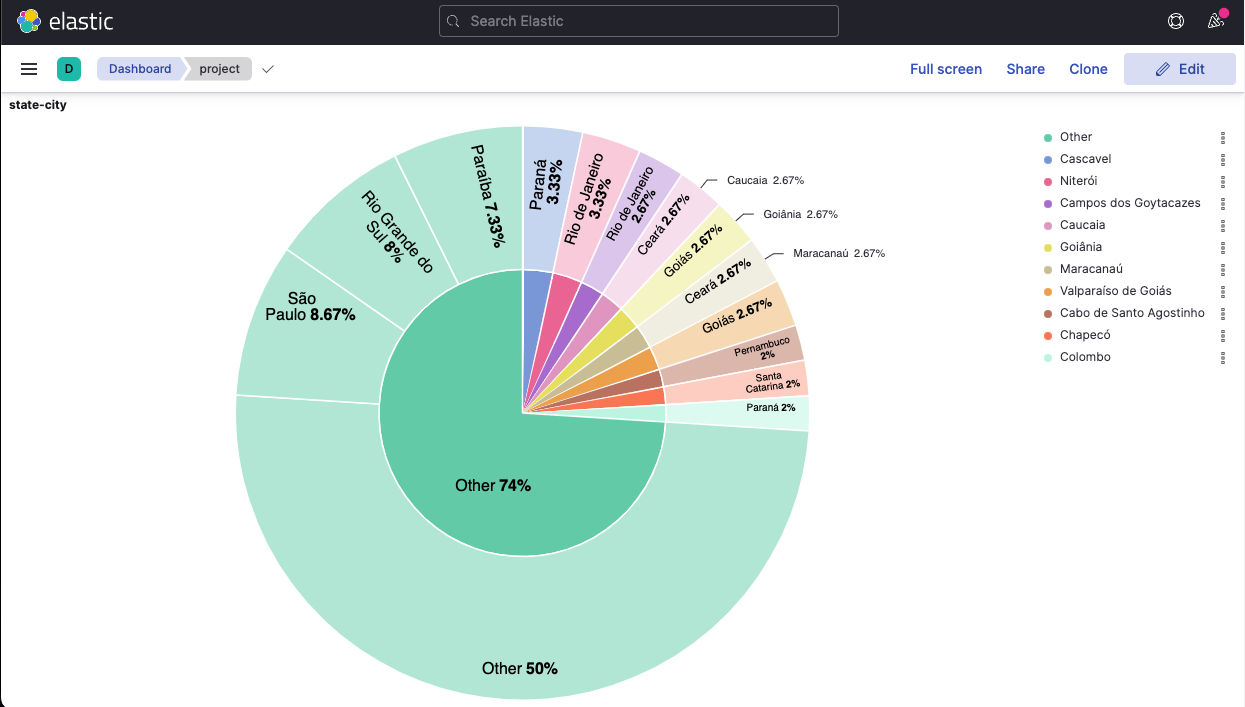 elastic
Search Elastic
D
Dashboard
project
Full screen
Share
Clone
Edit
state-city
Paraná
3.33%
Rio de Janeiro
3.33%
Rio de Janeiro
2.67%
Ceará 2.67%
Goiás 2.67%
Ceará 2.67%
Goiás 2.67%
Pernambuco
2%
Santa
Catarina 2%
Paraná 2%
Caucaia 2.67%
Goiânia 2.67%
Maracanaú 2.67%
Paraíba 7.33%
Rio Grande do
Sul 8%
São
Paulo 8.67%
Other 74%
Other 50%
Other
Cascavel
Niterói
Campos dos Goytacazes
Caucaia
Goiânia
Maracanaú
Valparaíso de Goiás
Cabo de Santo Agostinho
Chapecó
Colombo